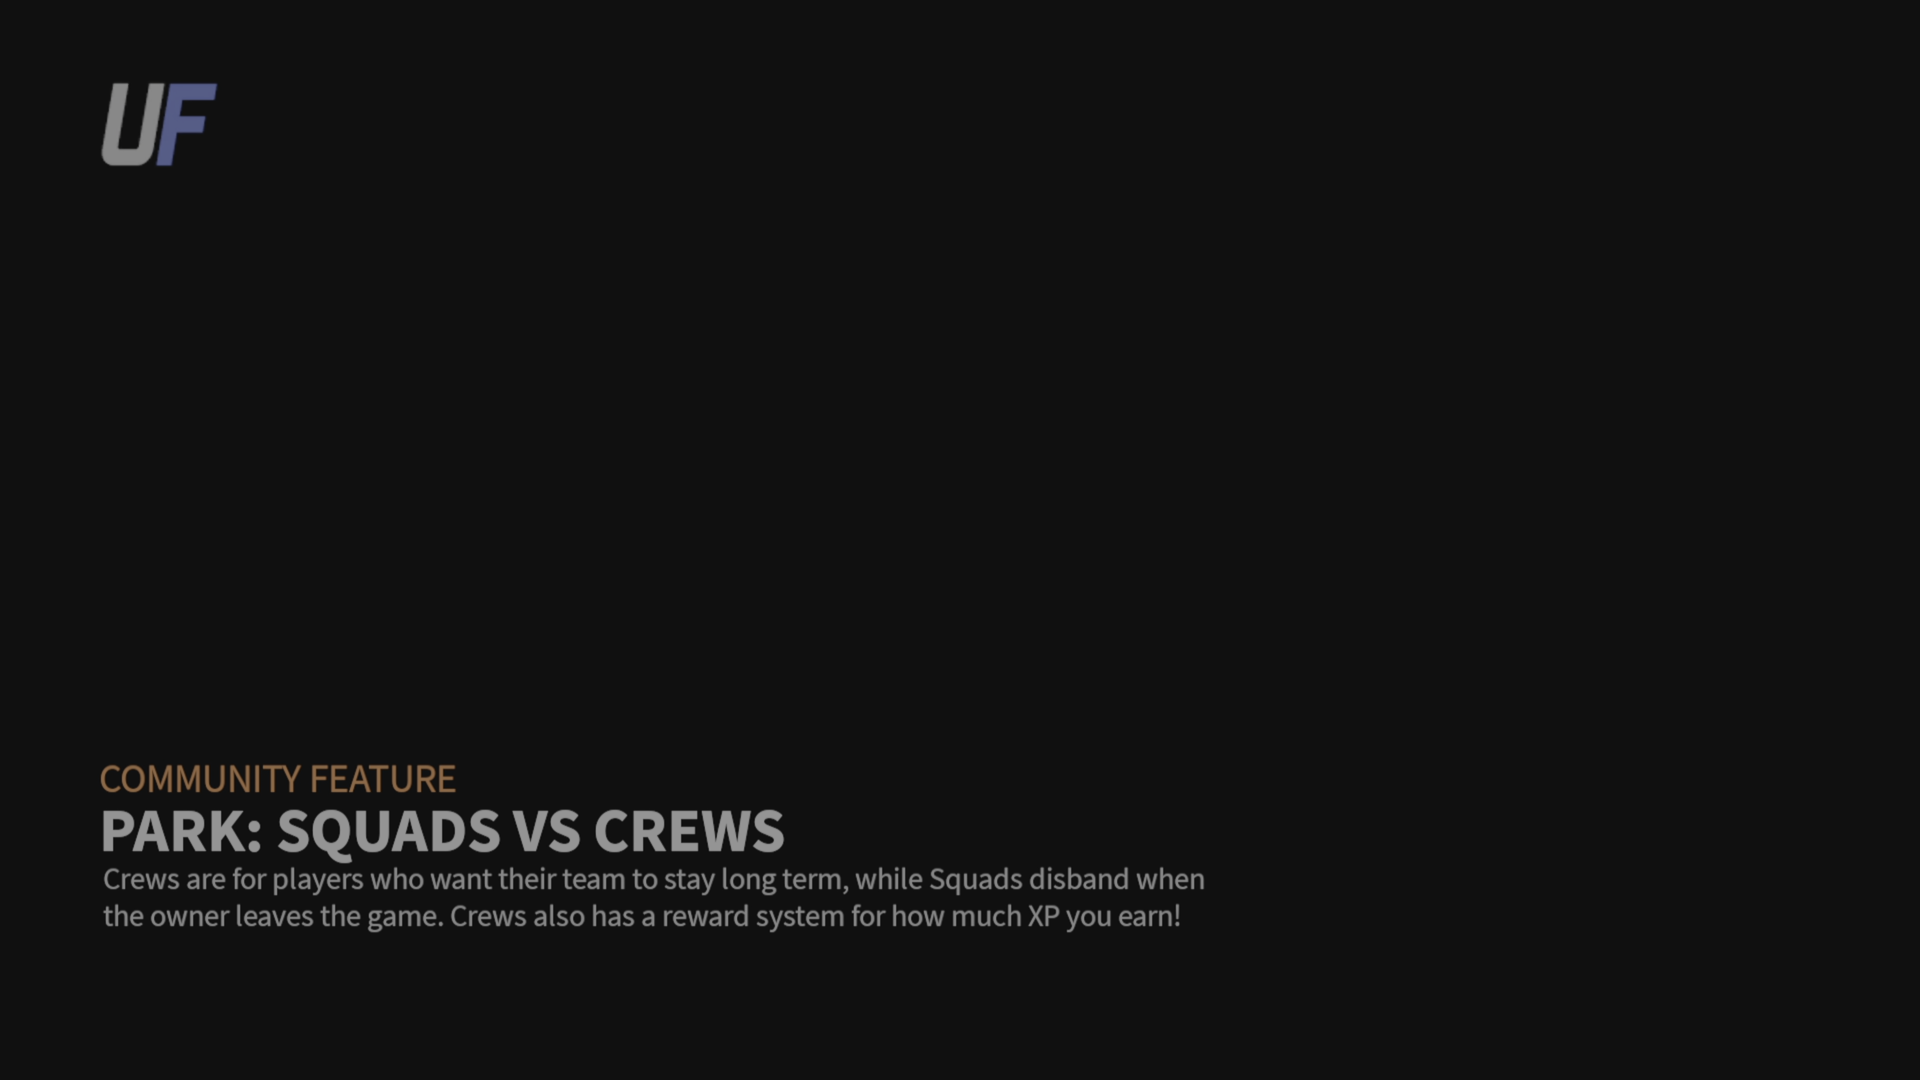 UF
COMMUNITY FEATURE
PARK: SQUADS VS CREWS
Crews are for players who want their team to stay long term, while Squads disband when
the owner leaves the game. Crews also has a reward system for how much XP you earn!